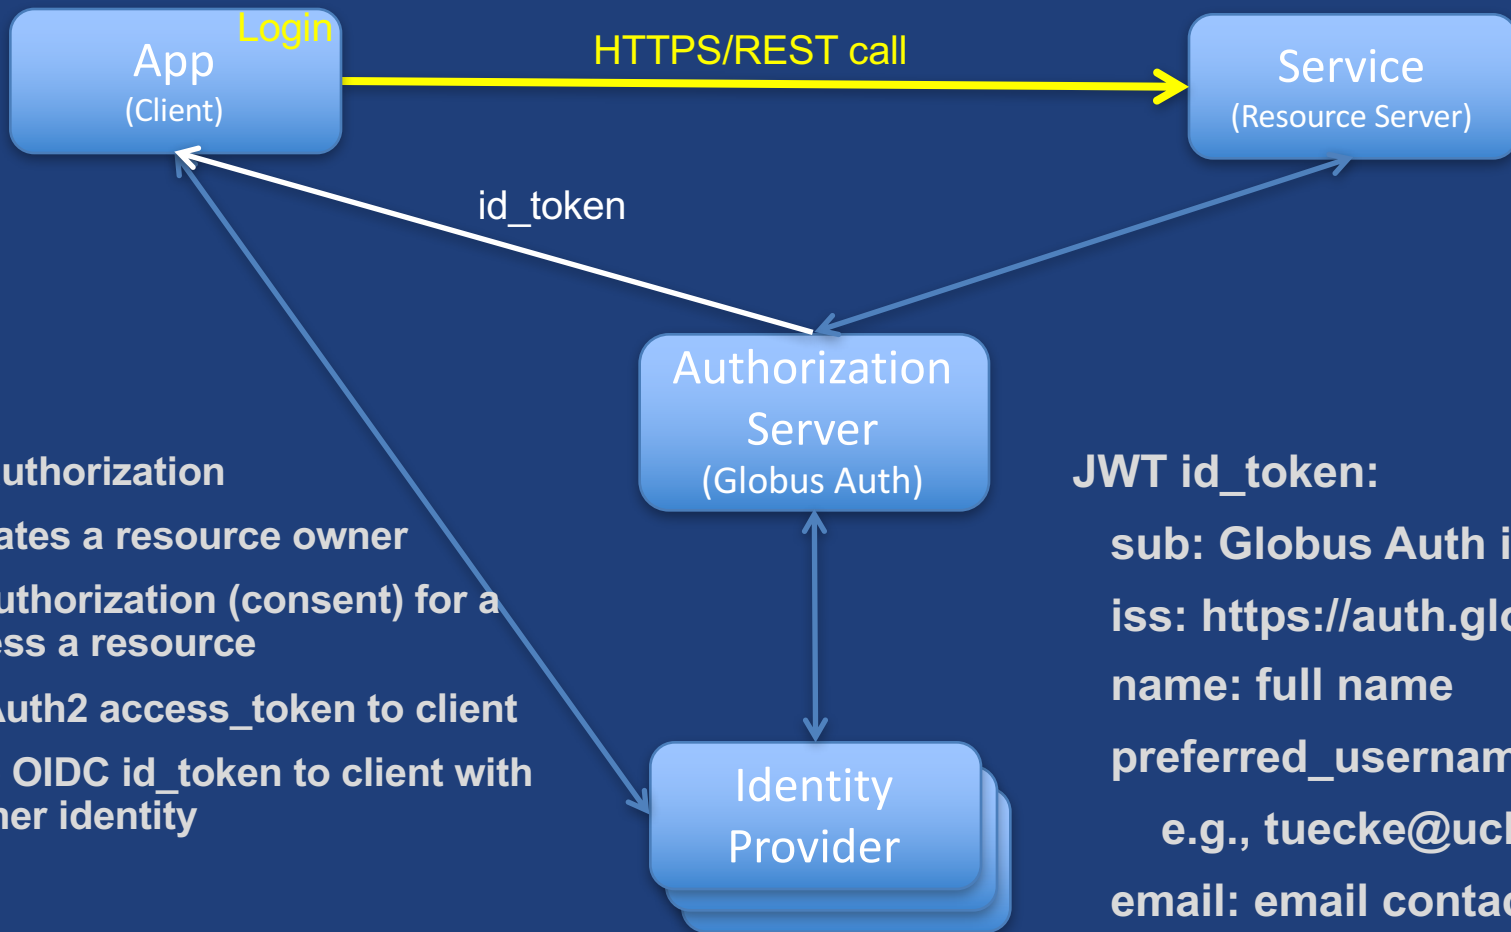 Login
App
(Client)
HTTPS/REST call
Service
(Resource Server)
id_token
Authorization
Server
(Globus Auth)
uthorization
ates a resource owner
uthorization (consent) for a
ess a resource
Auth2 access_token to client
OIDC id_token to client with
ner identity
Identity
Provider
JWT id_token:
sub: Globus Auth i
iss: https://auth.glo
name: full name
preferred_usernam
e.g., tuecke@ucl
email: email contac